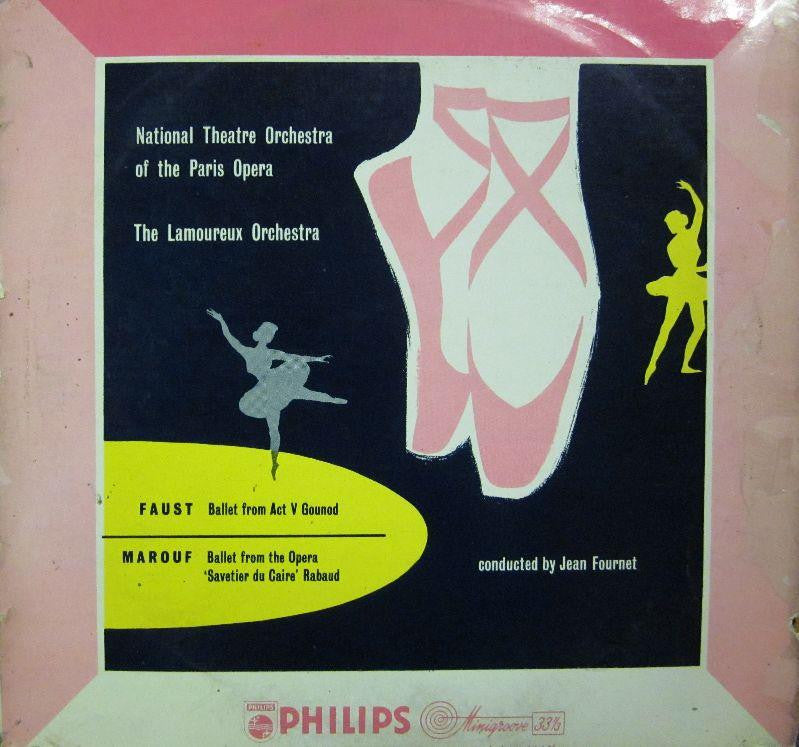 National Theatre Orchestra
of the Paris Opera
The Lamoureux Orchestra
FAUST Ballet from Act V Gounod
MAROUF Ballet from the Opera
'Savetier du Caire' Rabaud
conducted by Jean Fournet
PHILIPS
PHILIPS
Minigroove 33⅓